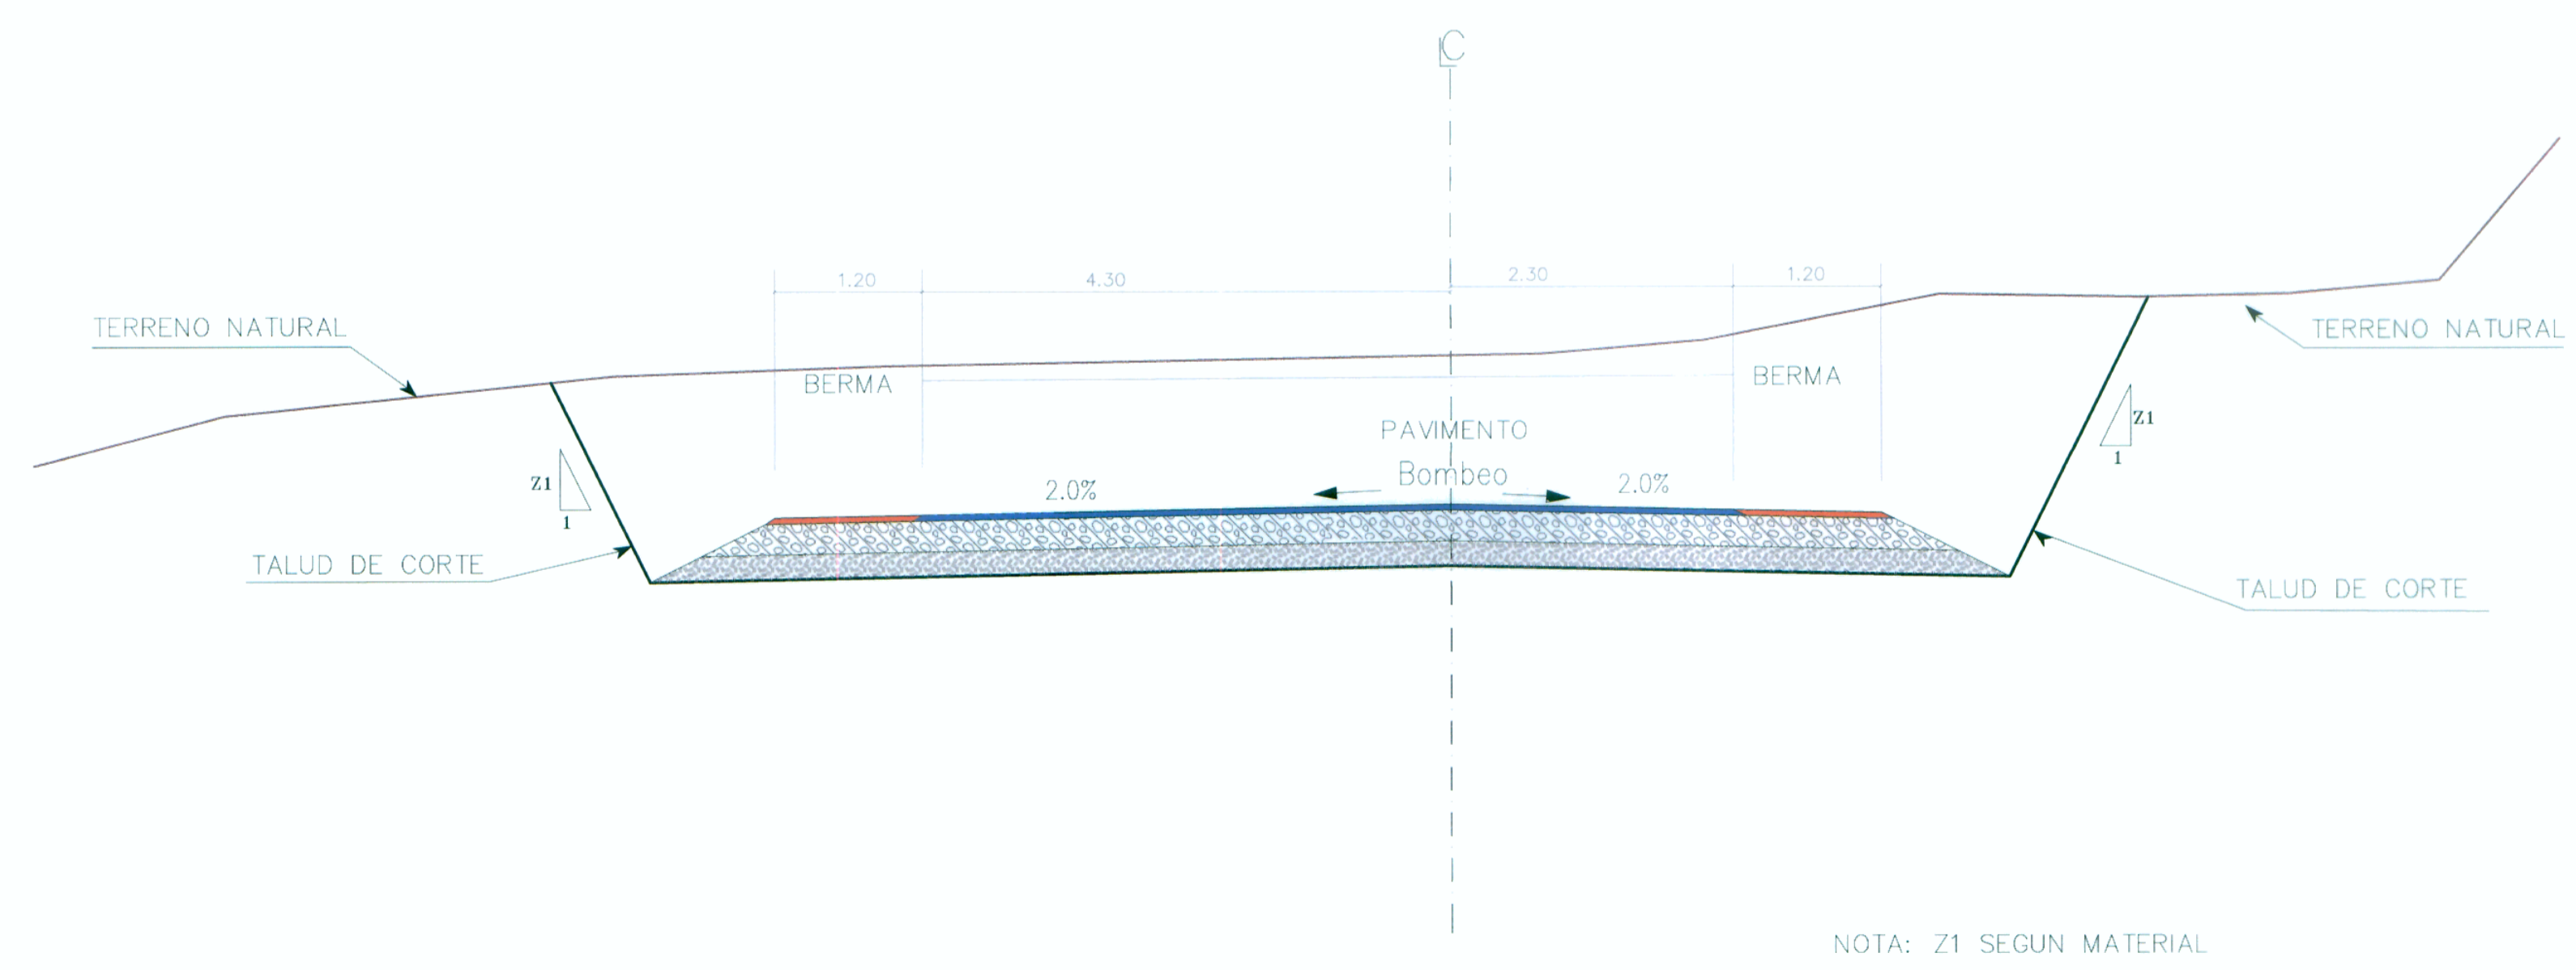 CL
1.20 4.30 2.30 1.20
TERRENO NATURAL
TERRENO NATURAL
BERMA
BERMA
PAVIMENTO
Bombeo
2.0%
2.0%
Z1
1
Z1
1
TALUD DE CORTE
TALUD DE CORTE
NOTA: Z1 SEGUN MATERIAL